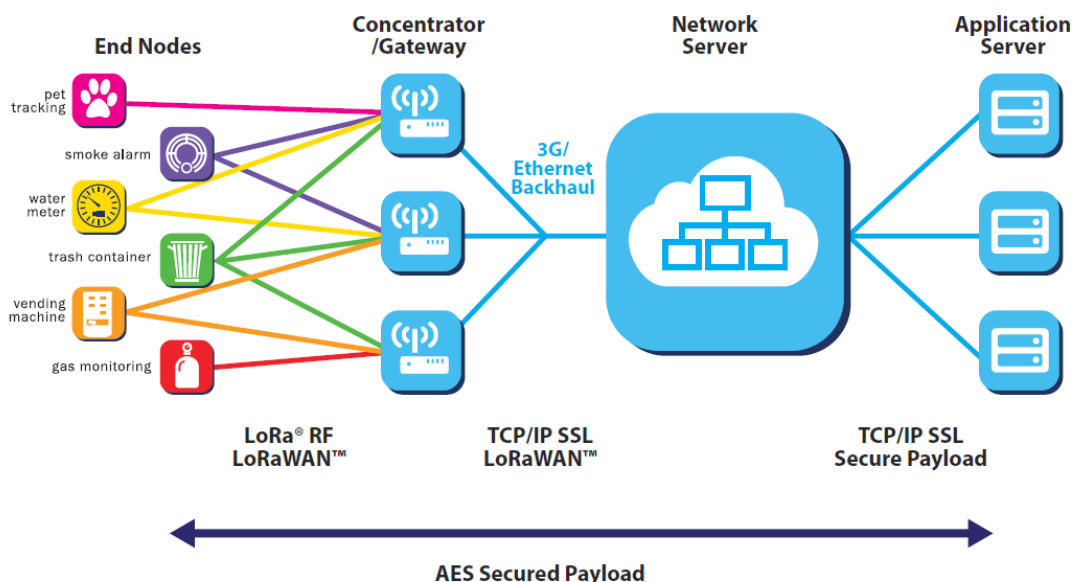 End Nodes
Concentrator
/Gateway
Network
Server
Application
Server
pet
tracking
smoke alarm
water
meter
trash container
vending
machine
gas monitoring
3G/
Ethernet
Backhaul
LoRa® RF
LoRaWAN™
TCP/IP SSL
LoRaWAN™
TCP/IP SSL
Secure Payload
AES Secured Payload